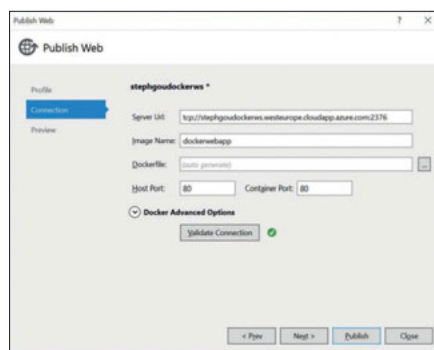 Publish Web
? X
Publish Web
Profile
Connection
Preview
stephgoudockerws *
Server Url: tcp://stephgoudockerws.westeurope.cloudapp.azure.com:2376
Image Name: dockerwebapp
Dockerfile: (auto generate) ...
Host Port: 80 Container Port: 80
Docker Advanced Options
Validate Connection
< Prev Next > Publish Close